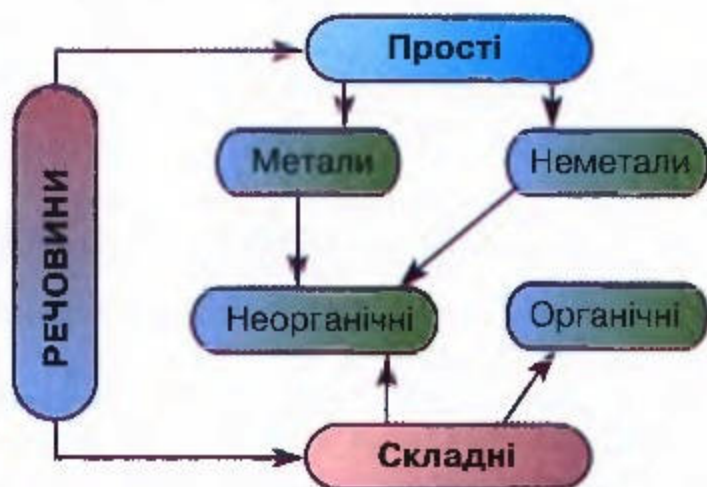 Прості
Метали
Неметали
РЕЧОВИНИ
Неорганічні
Органічні
Складні